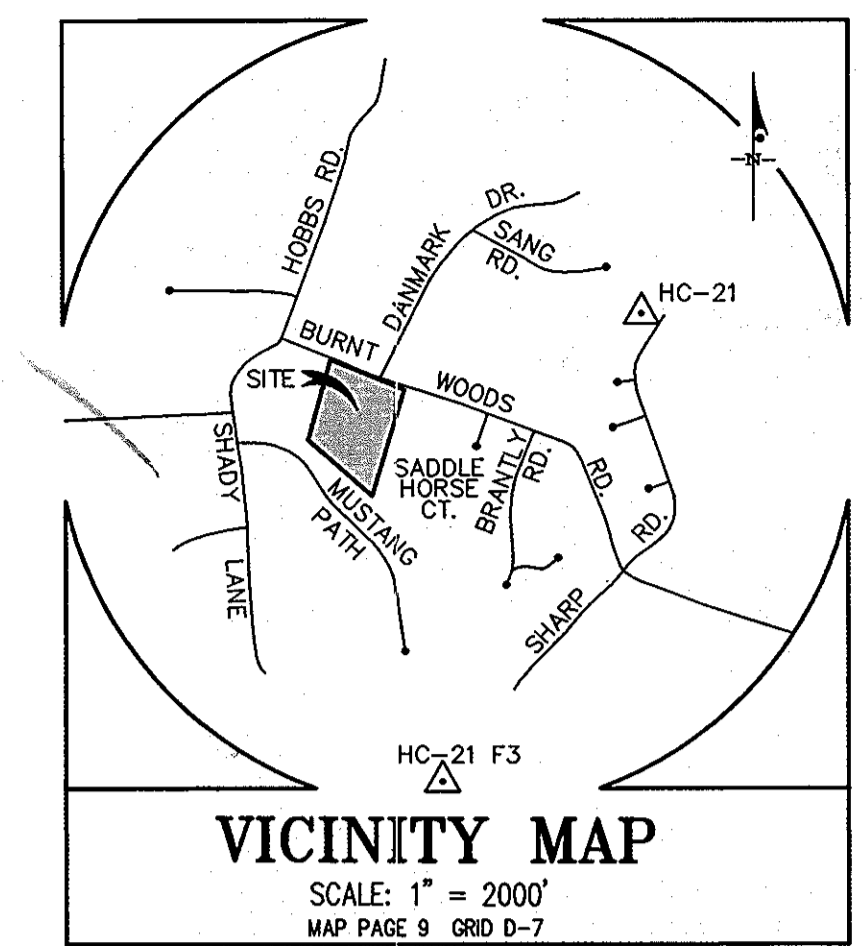 HOBBS RD.
DANMARK DR.
SANG
RD.
-N-
HC-21
BURNT WOODS RD.
SITE
SHADY LANE
MUSTANG
PATH
SADDLE
HORSE
CT.
BRANTLY
RD.
SHARP RD.
HC-21 F3
VICINITY MAP
SCALE: 1" = 2000'
MAP PAGE 9 GRID D-7